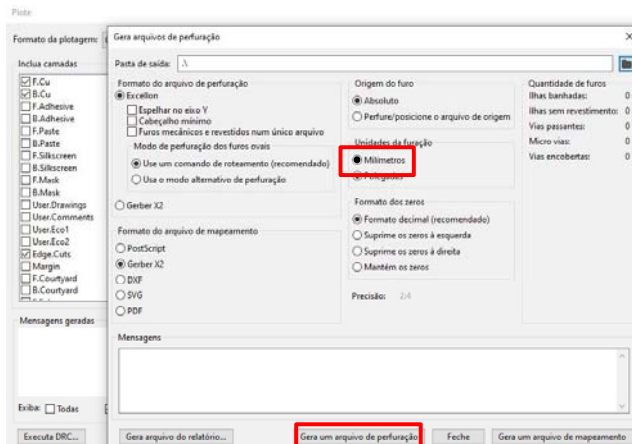 Plote
Formato da plotagem:
Inclua camadas
F.Cu
B.Cu
F.Adhesive
B.Adhesive
F.Paste
B.Paste
F.Silkscreen
B.Silkscreen
F.Mask
B.Mask
User.Drawings
User.Comments
User.Eco1
User.Eco2
Edge.Cuts
Margin
F.Courtyard
B.Courtyard
Mensagens geradas
Exiba: Todas
Executa DRC...
Gera arquivos de perfuração
Pasta de saída: .\
Formato do arquivo de perfuração
Excellon
Espelhar no eixo Y
Cabeçalho mínimo
Furos mecânicos e revestidos num único arquivo
Modo de perfuração dos furos ovais
Use um comando de roteamento (recomendado)
Usa o modo alternativo de perfuração
Gerber X2
Formato do arquivo de mapeamento
PostScript
Gerber X2
DXF
SVG
PDF
Origem do furo
Absoluto
Perfure/posicione o arquivo de origem
Unidades da furação
Milímetros
Polegadas
Formato dos zeros
Formato decimal (recomendado)
Suprime os zeros à esquerda
Suprime os zeros à direita
Mantém os zeros
Precisão: 2:4
Quantidade de furos
Ilhas banhadas: 0
Ilhas sem revestimento: 0
Vias passantes: 0
Micro vias: 0
Vias encobertas: 0
Mensagens
Gera arquivo do relatório...
Gera um arquivo de perfuração
Feche
Gera um arquivo de mapeamento